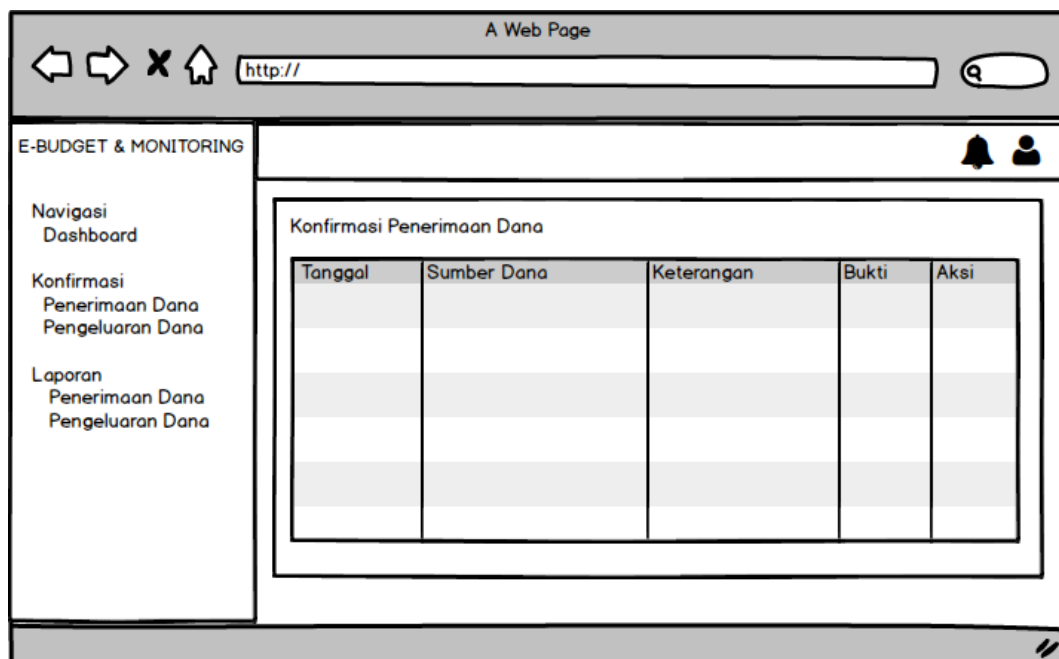 A Web Page
http://
E-BUDGET & MONITORING
Navigasi
Dashboard
Konfirmasi
Penerimaan Dana
Pengeluaran Dana
Laporan
Penerimaan Dana
Pengeluaran Dana
Konfirmasi Penerimaan Dana
Tanggal Sumber Dana Keterangan Bukti Aksi